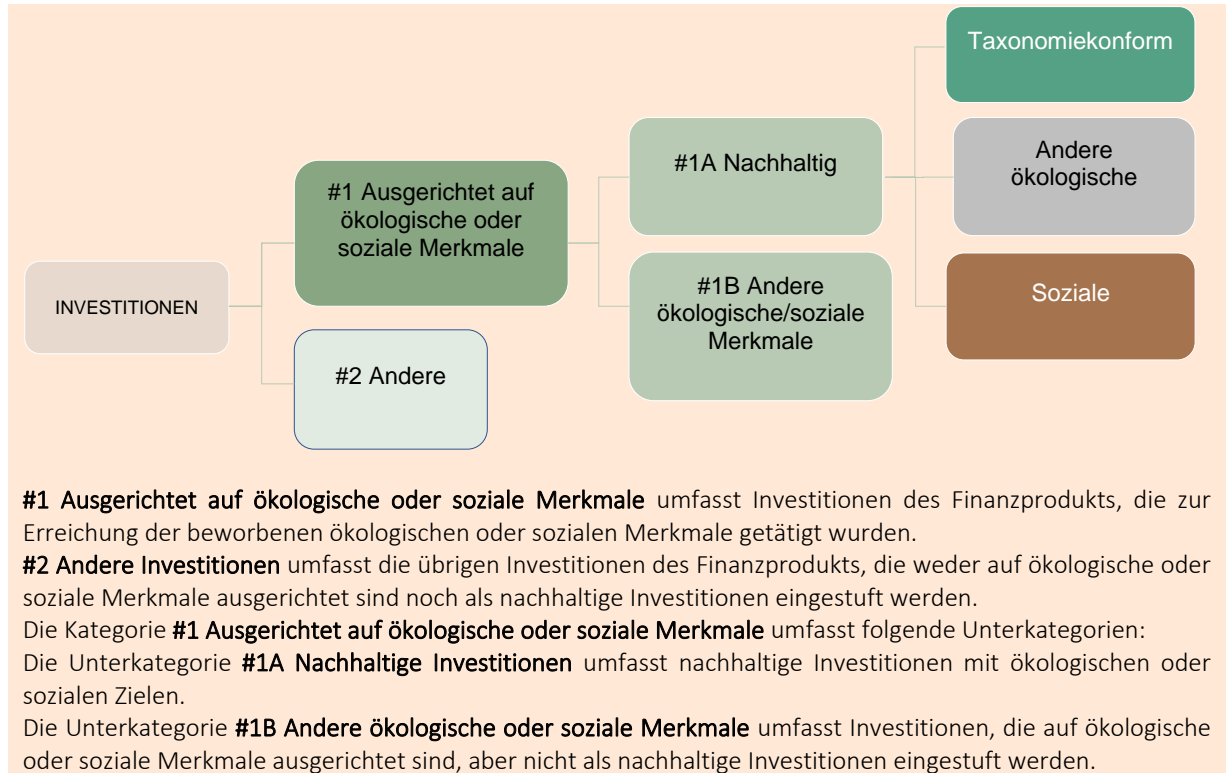 INVESTITIONEN
#1 Ausgerichtet auf
ökologische oder
soziale Merkmale
#2 Andere
#1A Nachhaltig
#1B Andere
ökologische/soziale
Merkmale
Taxonomiekonform
Andere
ökologische
Soziale
#1 Ausgerichtet auf ökologische oder soziale Merkmale umfasst Investitionen des Finanzprodukts, die zur
Erreichung der beworbenen ökologischen oder sozialen Merkmale getätigt wurden.
#2 Andere Investitionen umfasst die übrigen Investitionen des Finanzprodukts, die weder auf ökologische oder
soziale Merkmale ausgerichtet sind noch als nachhaltige Investitionen eingestuft werden.
Die Kategorie #1 Ausgerichtet auf ökologische oder soziale Merkmale umfasst folgende Unterkategorien:
Die Unterkategorie #1A Nachhaltige Investitionen umfasst nachhaltige Investitionen mit ökologischen oder
sozialen Zielen.
Die Unterkategorie #1B Andere ökologische oder soziale Merkmale umfasst Investitionen, die auf ökologische
oder soziale Merkmale ausgerichtet sind, aber nicht als nachhaltige Investitionen eingestuft werden.